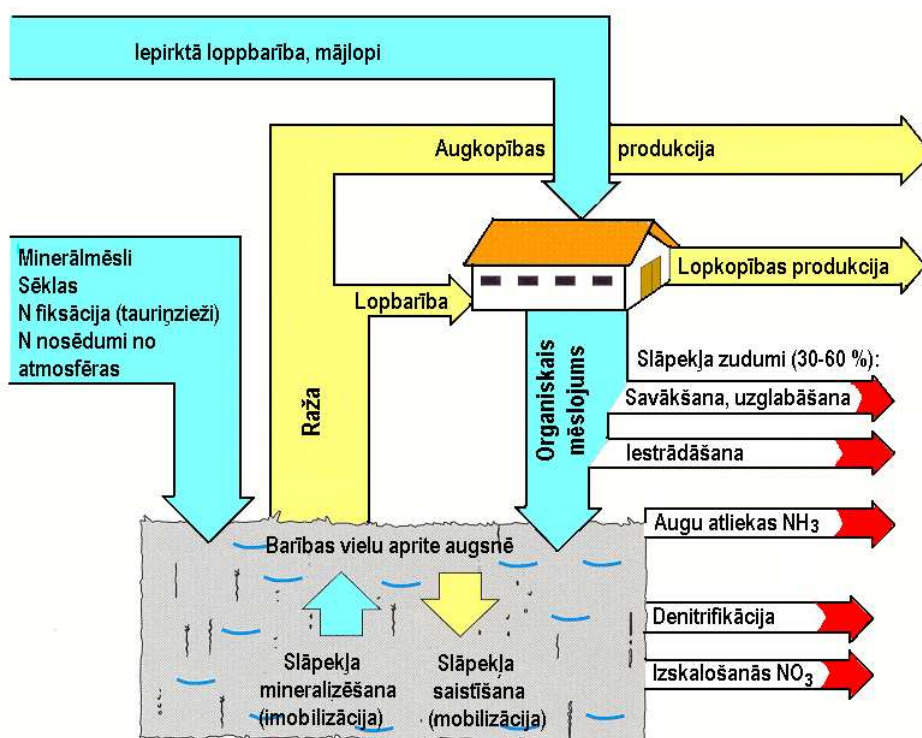 Iepirktā loppbarība, mājlopi
Augkopības produkcija
Minerālmēsli
Sēklas
N fiksācija (tauriņzieži)
N nosēdumi no
atmosfēras
Lopbarība
Lopkopības produkcija
Raža
Organiskais
mēslojums
Slāpekļa zudumi (30-60 %):
Savākšana, uzglabāšana
Iestrādāšana
Augu atliekas NH₃
Denitrifikācija
Izskalošanās NO₃
Barības vielu aprite augsnē
Slāpekļa
mineralizēšana
(imobilizācija)
Slāpekļa
saistīšana
(mobilizācija)